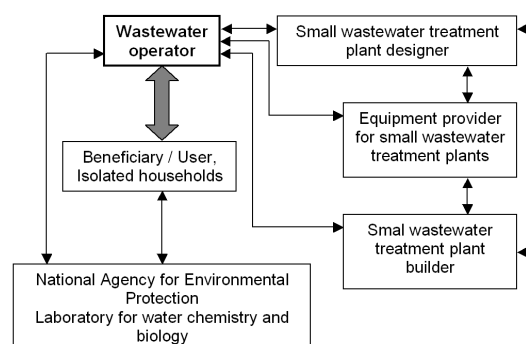 Wastewater
operator
Small wastewater treatment
plant designer
Equipment provider
for small wastewater
treatment plants
Beneficiary / User,
Isolated households
Smal wastewater
treatment plant
builder
National Agency for Environmental
Protection
Laboratory for water chemistry and
biology